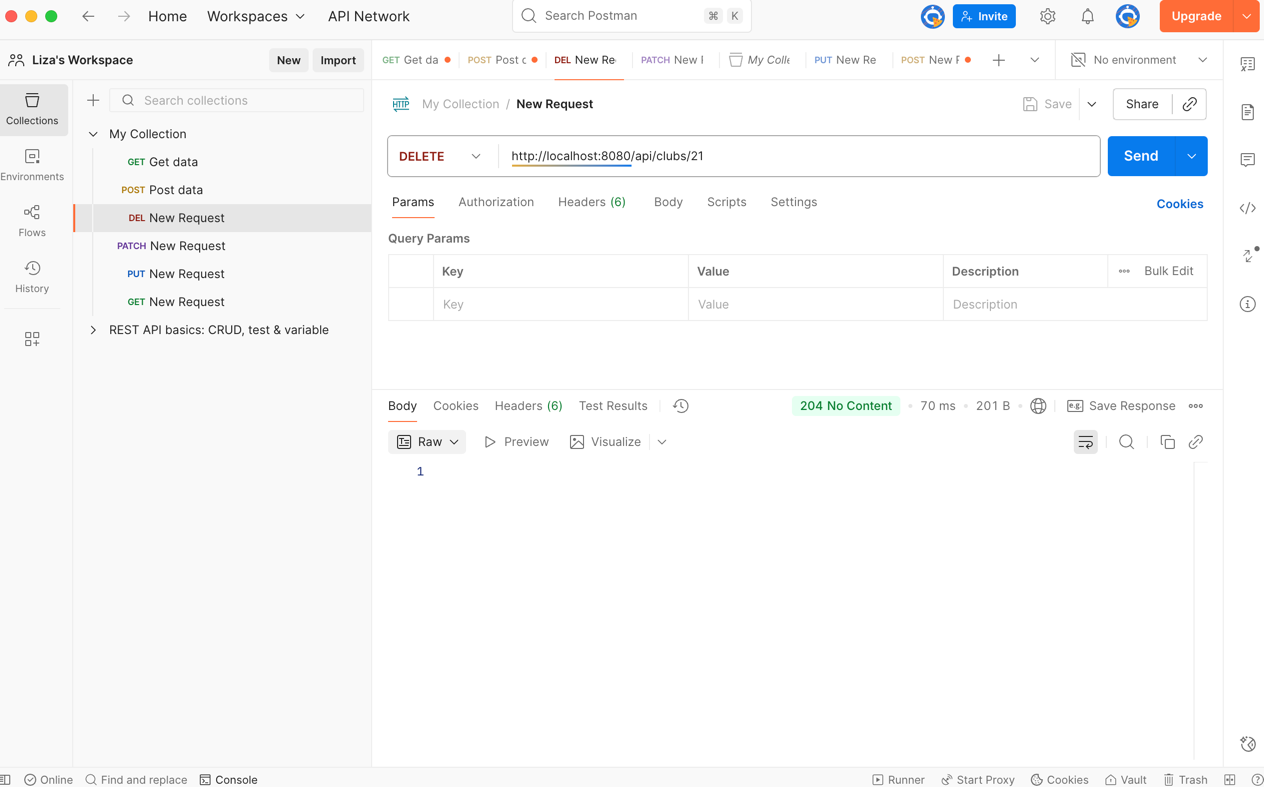 Home Workspaces API Network Search Postman ⌘ K Invite Upgrade
Liza's Workspace New Import GET Get da POST Post c DEL New Re PATCH New I My Colle PUT New Re POST New F No environment
Search collections
Collections
Environments
Flows
History
My Collection
GET Get data
POST Post data
DEL New Request
PATCH New Request
PUT New Request
GET New Request
REST API basics: CRUD, test & variable
HTTP My Collection / New Request Save Share
DELETE http://localhost:8080/api/clubs/21 Send
Params Authorization Headers (6) Body Scripts Settings Cookies
Query Params
Key Value Description Bulk Edit
Key Value Description
Body Cookies Headers (6) Test Results 204 No Content 70 ms 201 B e.g. Save Response
Raw Preview Visualize
1
Online Find and replace Console Runner Start Proxy Cookies Vault Trash